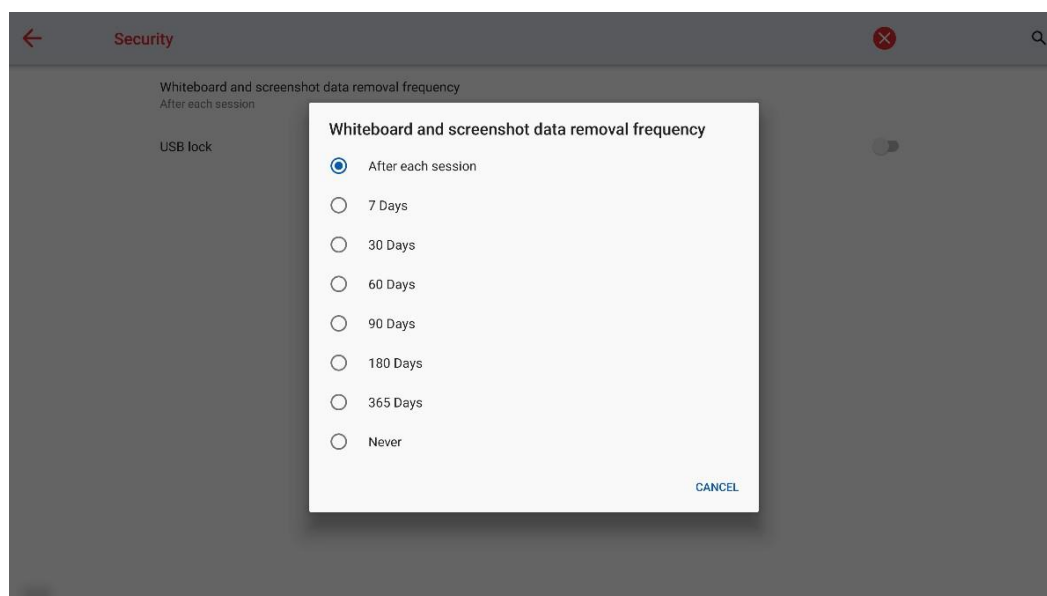 Security
Whiteboard and screenshot data removal frequency
After each session
USB lock
Whiteboard and screenshot data removal frequency
After each session
7 Days
30 Days
60 Days
90 Days
180 Days
365 Days
Never
CANCEL